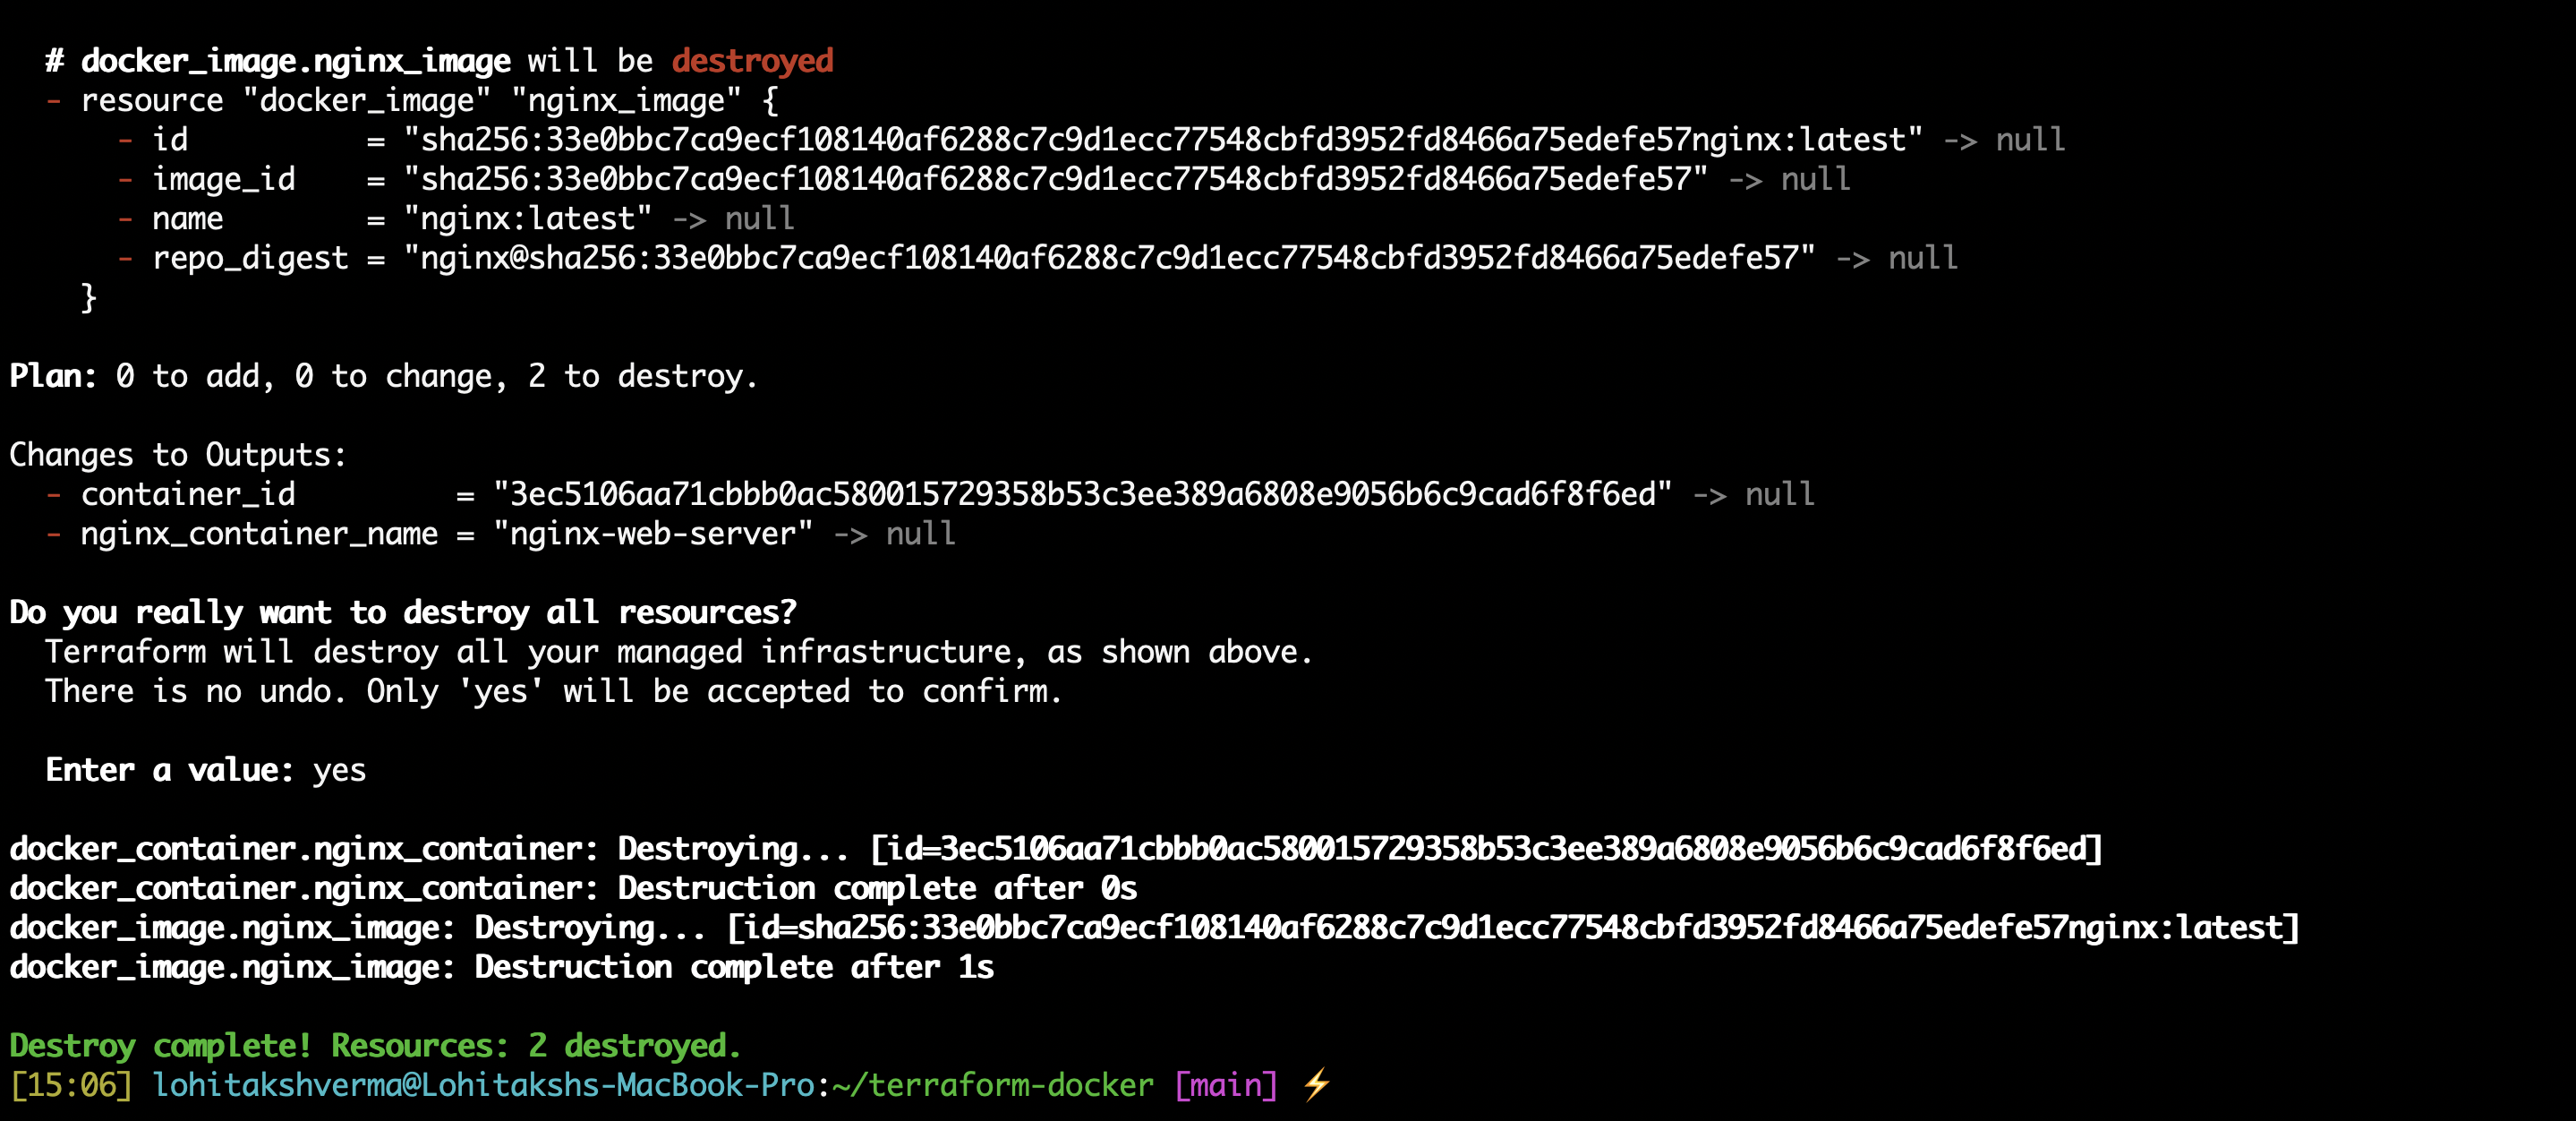 # docker_image.nginx_image will be destroyed
- resource "docker_image" "nginx_image" {
- id = "sha256:33e0bbc7ca9ecf108140af6288c7c9d1ecc77548cbfd3952fd8466a75edefe57nginx:latest" -> null
- image_id = "sha256:33e0bbc7ca9ecf108140af6288c7c9d1ecc77548cbfd3952fd8466a75edefe57" -> null
- name = "nginx:latest" -> null
- repo_digest = "nginx@sha256:33e0bbc7ca9ecf108140af6288c7c9d1ecc77548cbfd3952fd8466a75edefe57" -> null
}
Plan: 0 to add, 0 to change, 2 to destroy.
Changes to Outputs:
- container_id = "3ec5106aa71cbbb0ac580015729358b53c3ee389a6808e9056b6c9cad6f8f6ed" -> null
- nginx_container_name = "nginx-web-server" -> null
Do you really want to destroy all resources?
Terraform will destroy all your managed infrastructure, as shown above.
There is no undo. Only 'yes' will be accepted to confirm.
Enter a value: yes
docker_container.nginx_container: Destroying... [id=3ec5106aa71cbbb0ac580015729358b53c3ee389a6808e9056b6c9cad6f8f6ed]
docker_container.nginx_container: Destruction complete after 0s
docker_image.nginx_image: Destroying... [id=sha256:33e0bbc7ca9ecf108140af6288c7c9d1ecc77548cbfd3952fd8466a75edefe57nginx:latest]
docker_image.nginx_image: Destruction complete after 1s
Destroy complete! Resources: 2 destroyed.
[15:06] lohitakshverma@Lohitakshs-MacBook-Pro:~/terraform-docker [main] ⚡